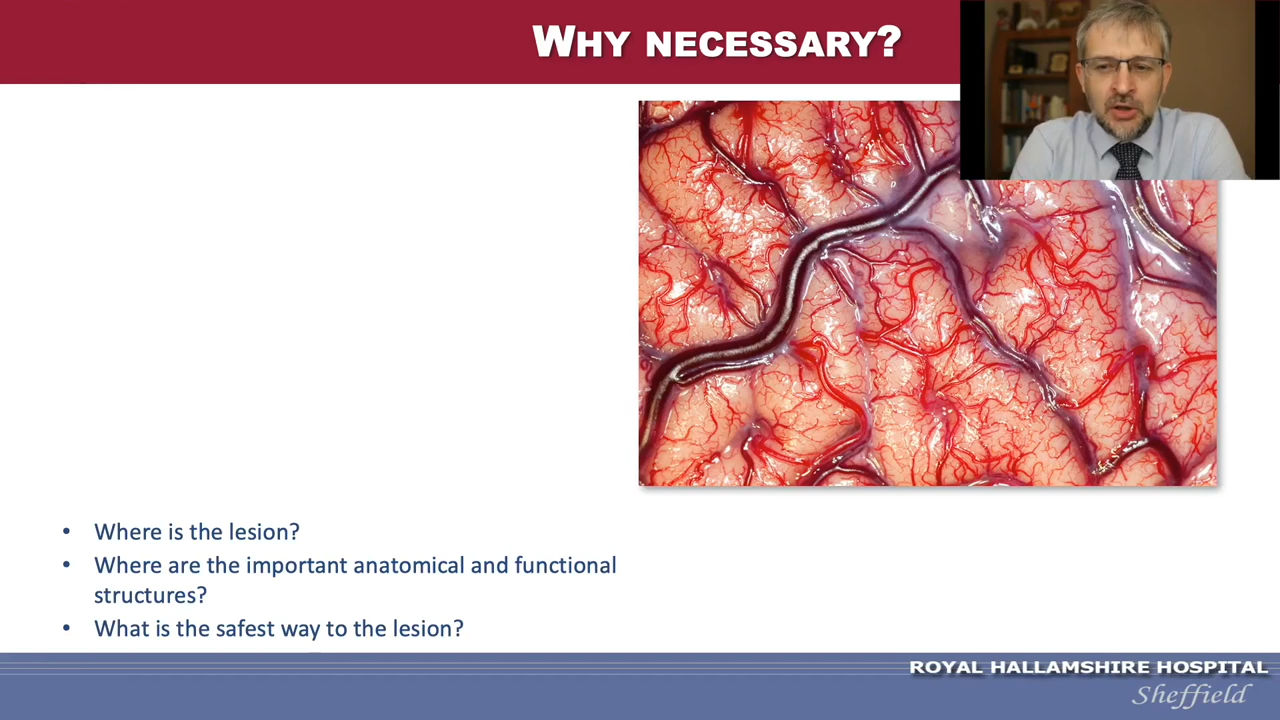 WHY NECESSARY?
• Where is the lesion?
• Where are the important anatomical and functional
structures?
• What is the safest way to the lesion?
ROYAL HALLAMSHIRE HOSPITAL
Sheffield